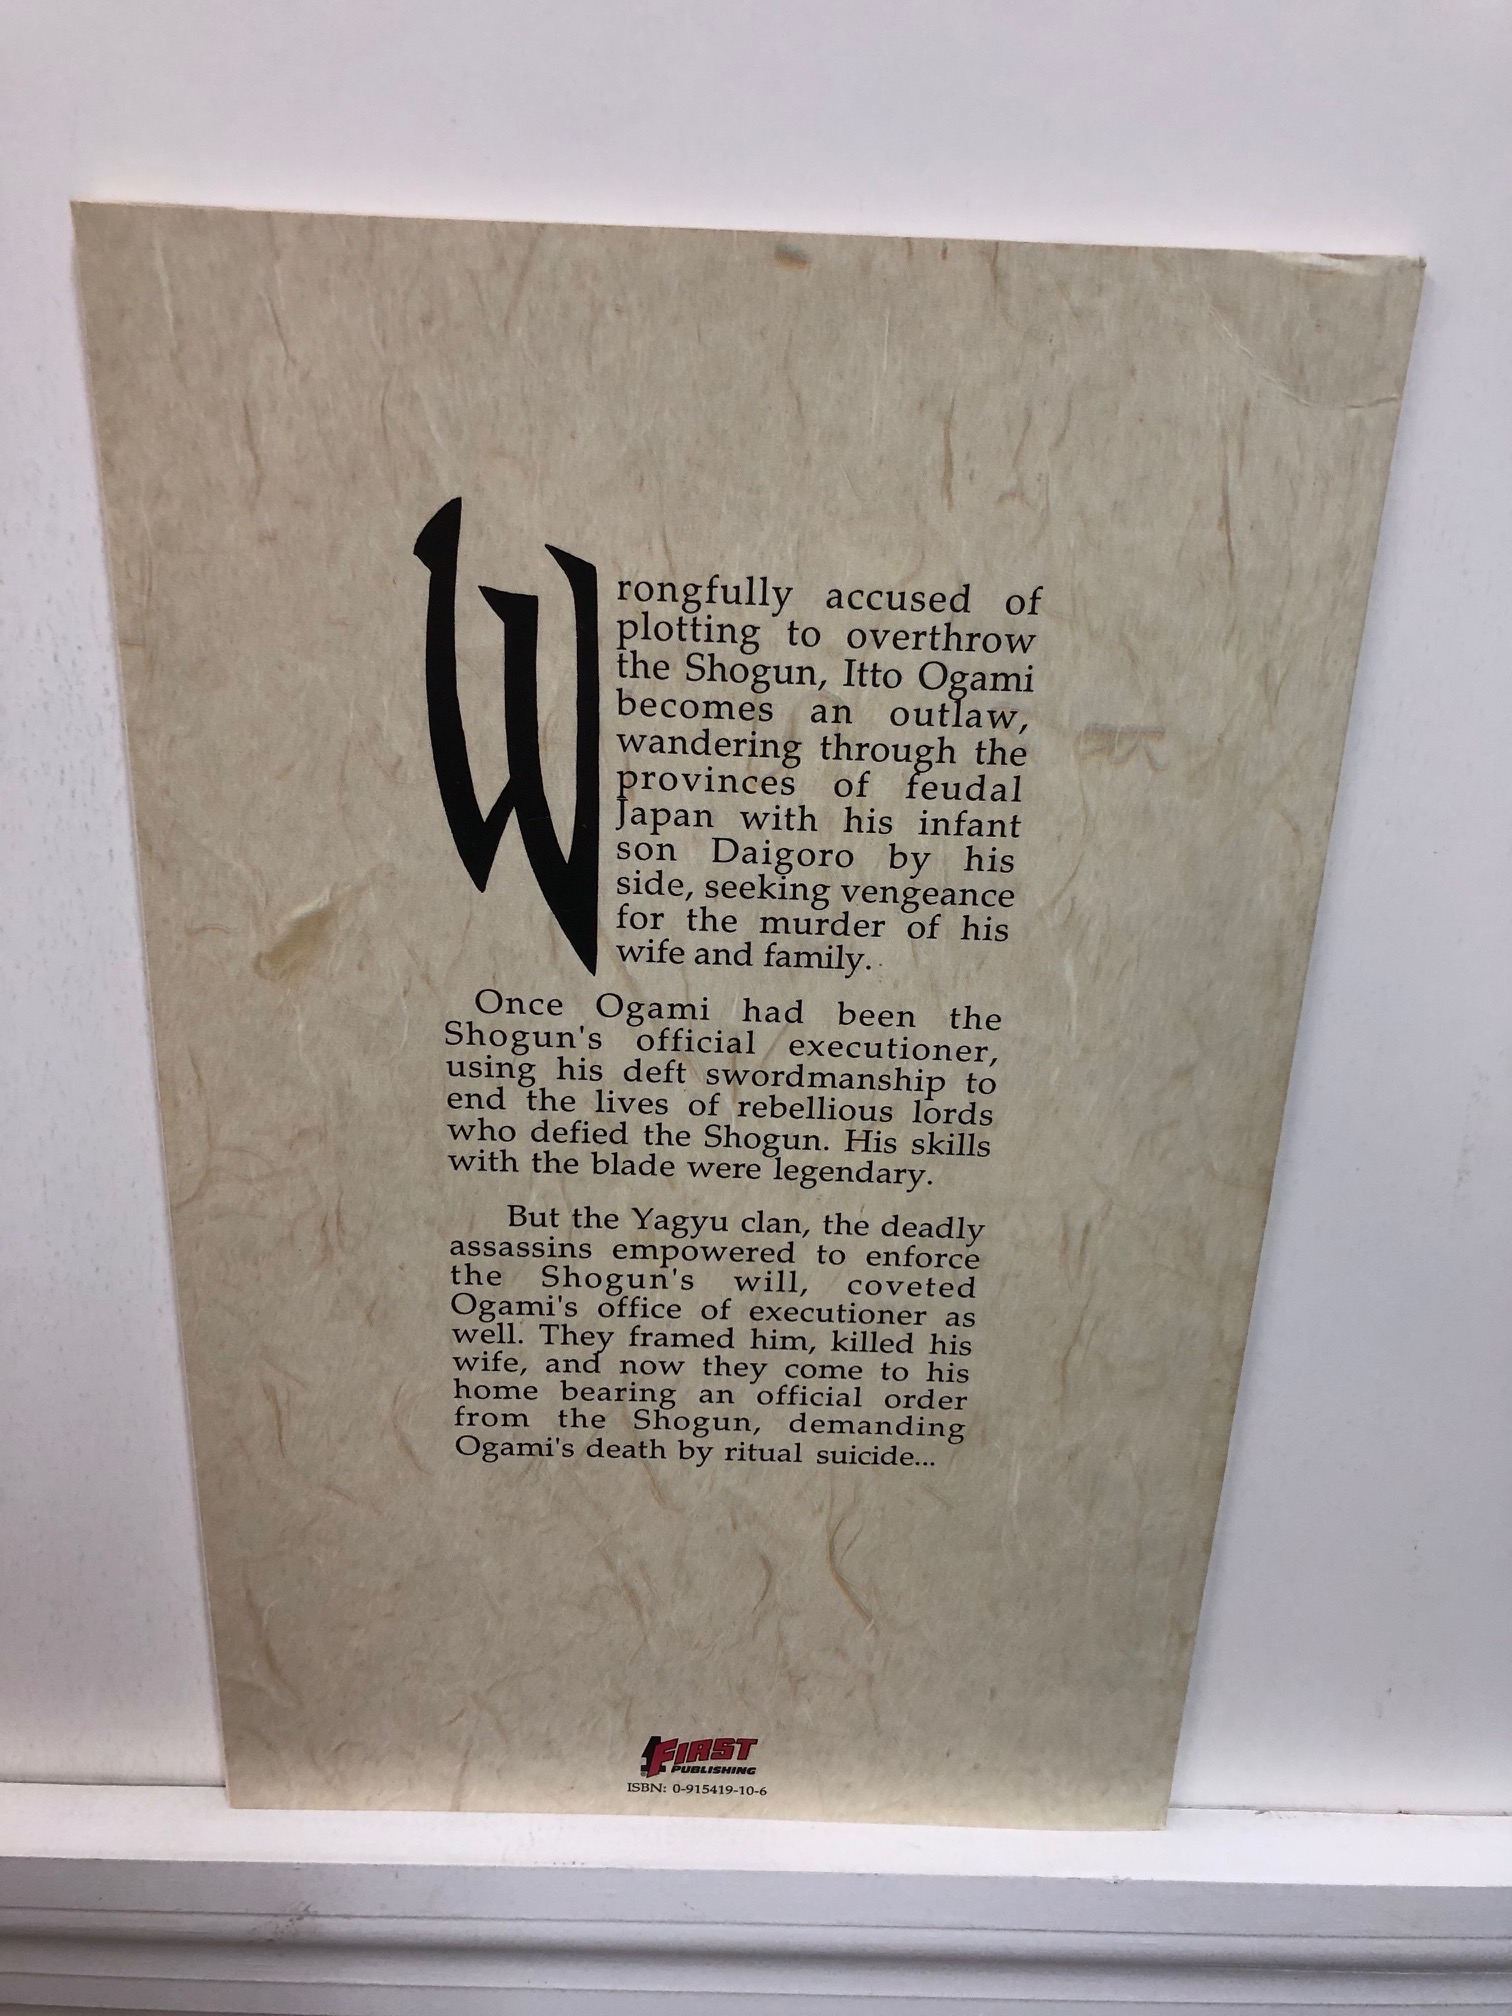 Wrongfully accused of
plotting to overthrow
the Shogun, Itto Ogami
becomes an outlaw,
wandering through the
provinces of feudal
Japan with his infant
son Daigoro by his
side, seeking vengeance
for the murder of his
wife and family.
Once Ogami had been the
Shogun's official executioner,
using his deft swordmanship to
end the lives of rebellious lords
who defied the Shogun. His skills
with the blade were legendary.
But the Yagyu clan, the deadly
assassins empowered to enforce
the Shogun's will, coveted
Ogami's office of executioner as
well. They framed him, killed his
wife, and now they come to his
home bearing an official order
from the Shogun, demanding
Ogami's death by ritual suicide...
FIRST
PUBLISHING
ISBN: 0-915419-10-6